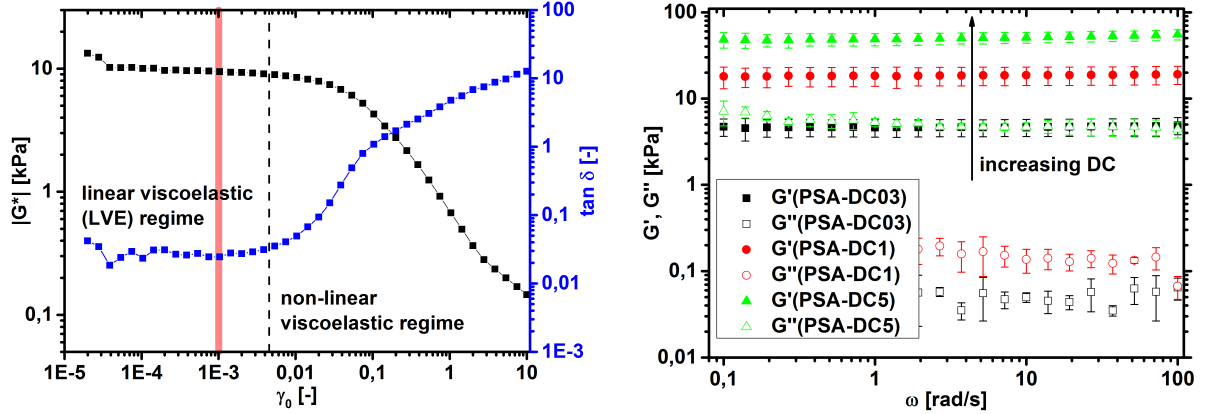 100
10
1
0,1
|G*| [kPa]
1E-5
1E-4
1E-3
0,01
0,1
1
10
γ0 [-]
100
10
1
0,1
0,01
1E-3
tan δ [-]
linear viscoelastic
(LVE) regime
non-linear
viscoelastic regime
100
10
1
0,1
0,01
G', G'' [kPa]
increasing DC
G'(PSA-DC03)
G''(PSA-DC03)
G'(PSA-DC1)
G''(PSA-DC1)
G'(PSA-DC5)
G''(PSA-DC5)
0,1
1
10
100
ω [rad/s]